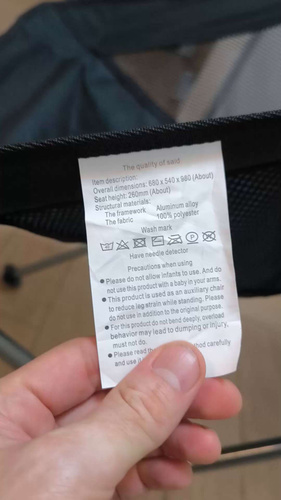 The quality of said
Item description:
Overall dimensions: 680 x 540 x 980 (About)
Seat height: 260mm (About)
Structural materials:
The framework Aluminum alloy
The fabric 100% polyester
Wash mark
P
Have needle detector
Precautions when using
● Please do not allow infants to use. And do
not use this product with a baby in your arms.
● This product is used as an auxiliary chair
to reduce leg strain while standing. Please
do not use in addition to the original purpose.
● For this product do not bend deeply, overload
behavior may lead to dumping or injury,
must not do.
● Please read carefully
and use